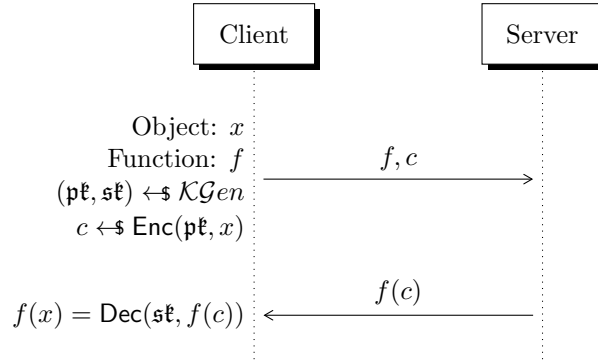 Client
Server
Object: x
Function: f
(𝔭𝔨, 𝔰𝔨) ←$ 𝒦𝒢en
c ←$ Enc(𝔭𝔨, x)
f, c
f(c)
f(x) = Dec(𝔰𝔨, f(c))